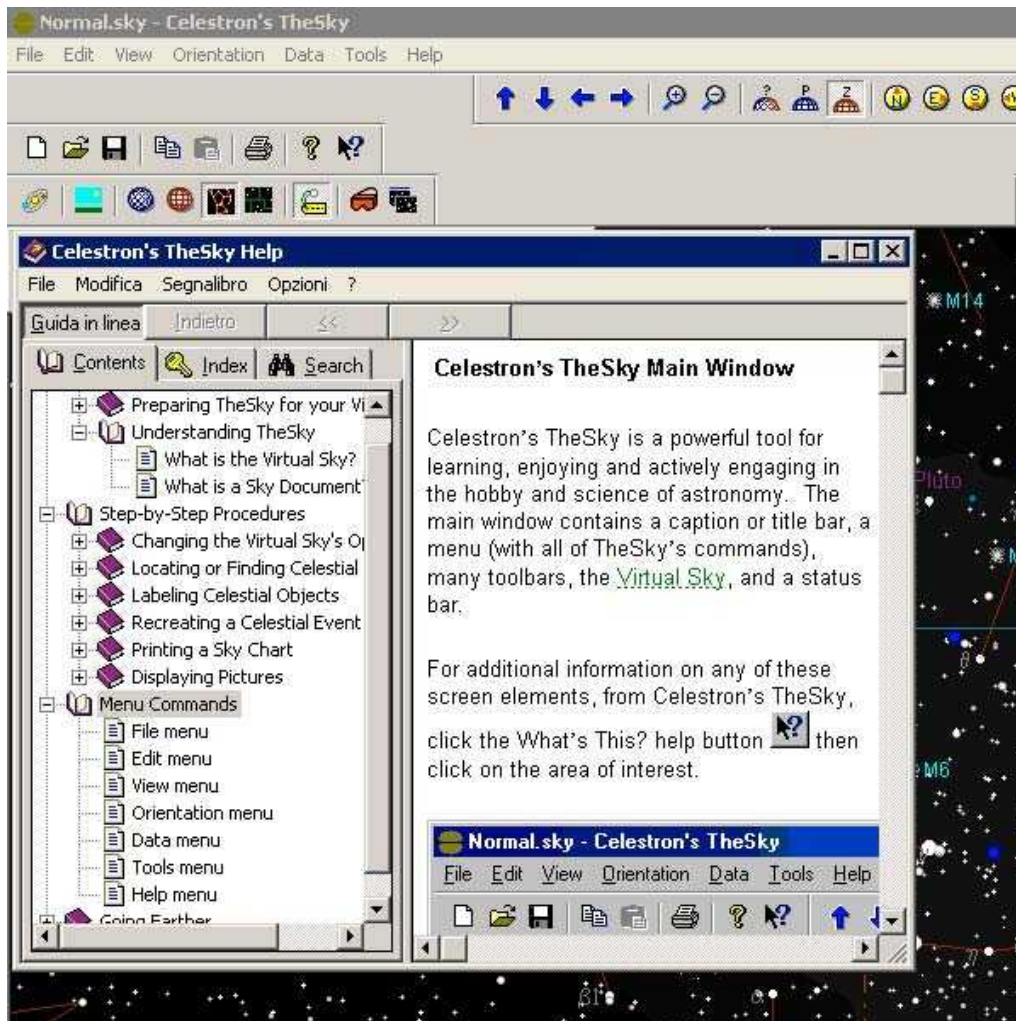 Normal.sky - Celestron's TheSky
File Edit View Orientation Data Tools Help
? P Z N E S
Celestron's TheSky Help
File Modifica Segnalibro Opzioni ?
Guida in linea Indietro << >>
Contents Index Search
Preparing TheSky for your Vi
Understanding TheSky
What is the Virtual Sky?
What is a Sky Document
Step-by-Step Procedures
Changing the Virtual Sky's O
Locating or Finding Celestial
Labeling Celestial Objects
Recreating a Celestial Event
Printing a Sky Chart
Displaying Pictures
Menu Commands
File menu
Edit menu
View menu
Orientation menu
Data menu
Tools menu
Help menu
Going Farther
Celestron's TheSky Main Window
Celestron's TheSky is a powerful tool for
learning, enjoying and actively engaging in
the hobby and science of astronomy. The
main window contains a caption or title bar, a
menu (with all of TheSky's commands),
many toolbars, the Virtual Sky, and a status
bar.
For additional information on any of these
screen elements, from Celestron's TheSky,
click the What's This? help button then
click on the area of interest.
Normal.sky - Celestron's TheSky
File Edit View Orientation Data Tools Help
M14
Pluto
θ
M6
η
β1 α